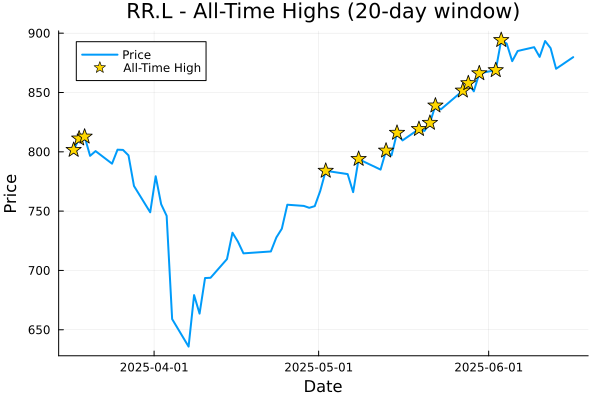 RR.L - All-Time Highs (20-day window)
Price
All-Time High
900
850
800
750
700
650
Price
2025-04-01
2025-05-01
2025-06-01
Date